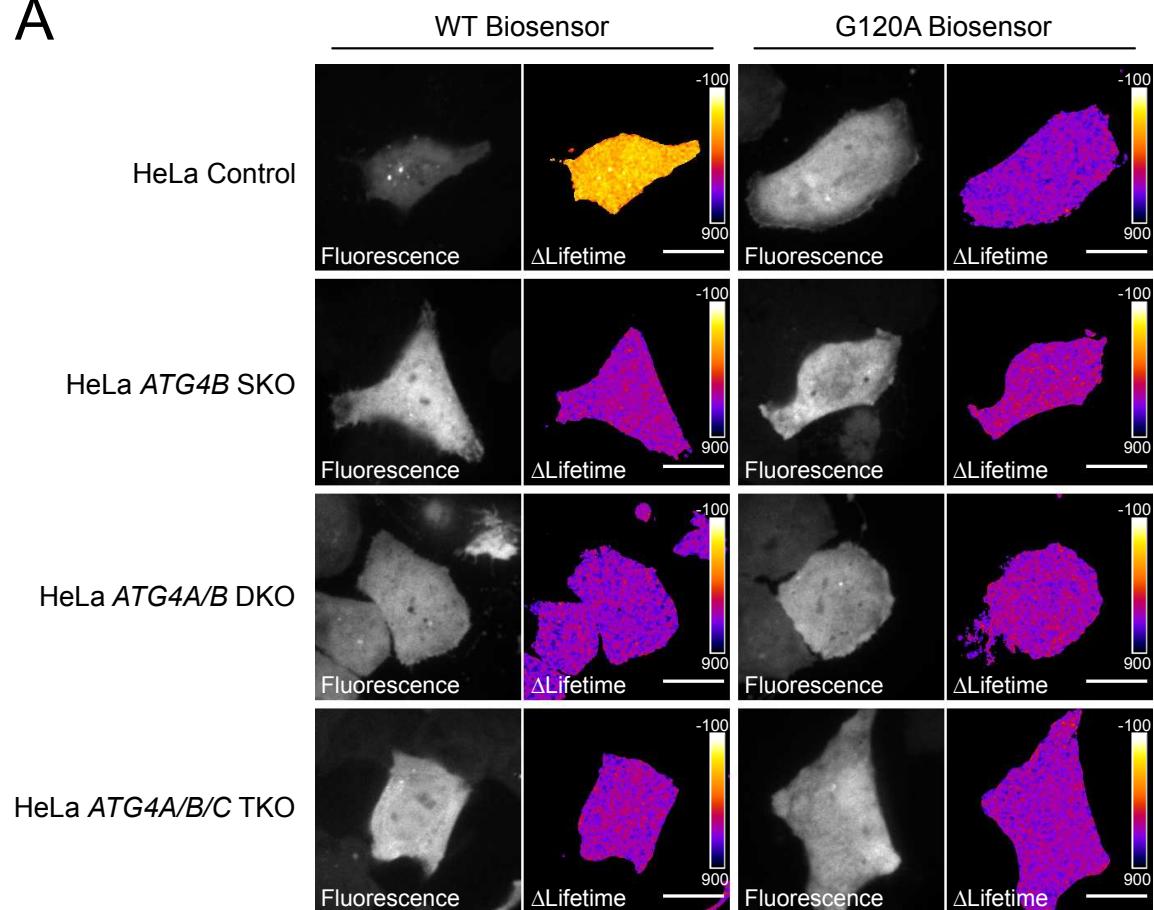 A
WT Biosensor
G120A Biosensor
HeLa Control
Fluorescence
-100
900
ΔLifetime
Fluorescence
-100
900
ΔLifetime
HeLa ATG4B SKO
Fluorescence
-100
900
ΔLifetime
Fluorescence
-100
900
ΔLifetime
HeLa ATG4A/B DKO
Fluorescence
-100
900
ΔLifetime
Fluorescence
-100
900
ΔLifetime
HeLa ATG4A/B/C TKO
Fluorescence
-100
900
ΔLifetime
Fluorescence
-100
900
ΔLifetime